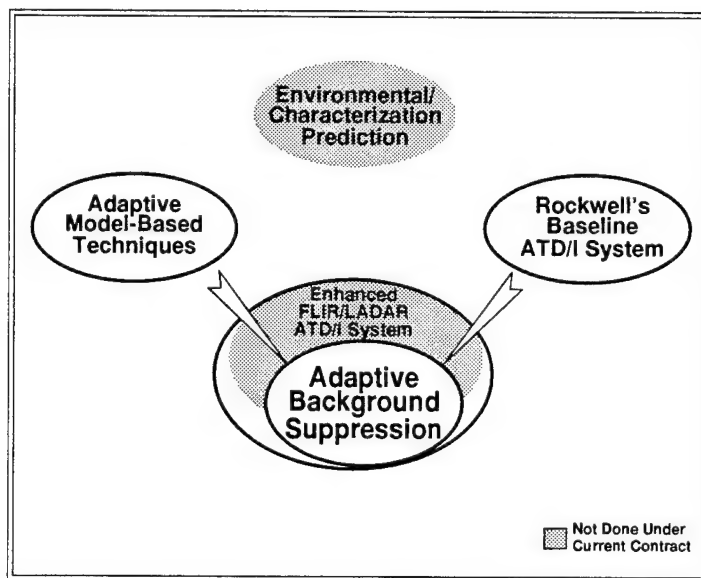 Environmental/
Characterization
Prediction
Adaptive
Model-Based
Techniques
Rockwell's
Baseline
ATD/I System
Enhanced
FLIR/LADAR
ATD/I System
Adaptive
Background
Suppression
Not Done Under
Current Contract